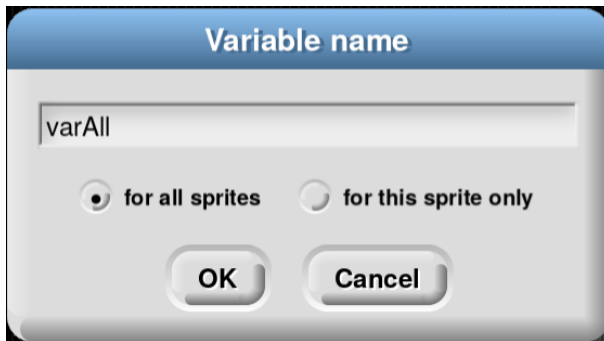 Variable name
varAll
for all sprites for this sprite only
OK Cancel